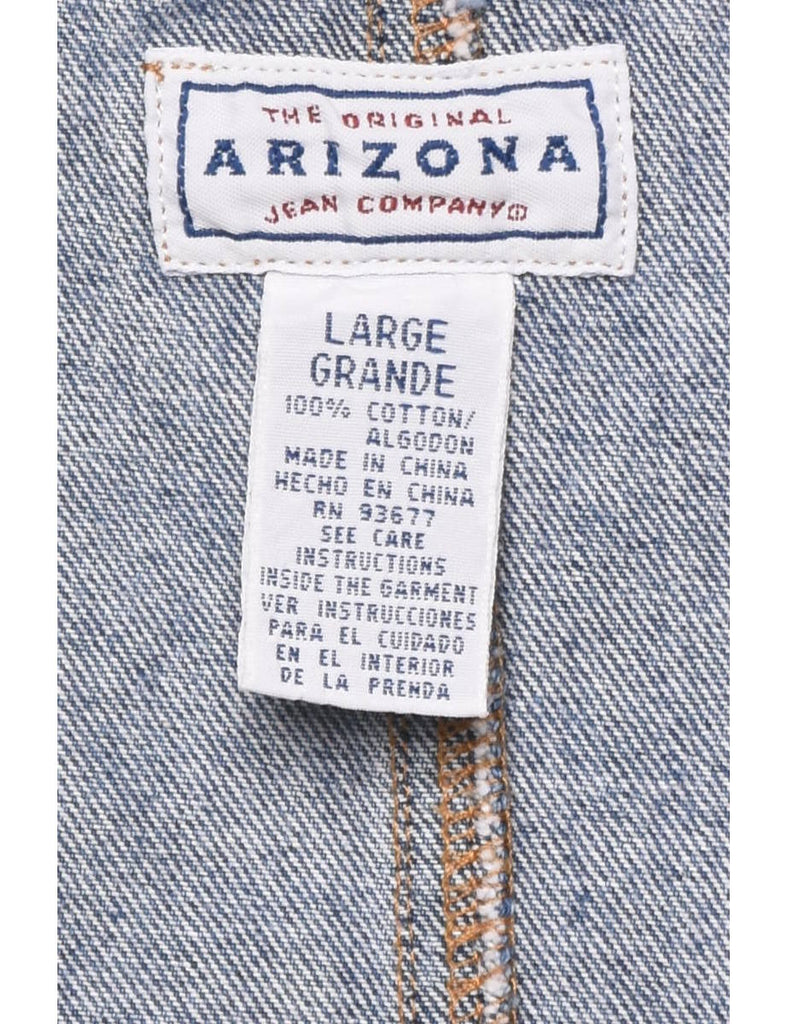 THE ORIGINAL
ARIZONA
JEAN COMPANY®
LARGE
GRANDE
100% COTTON/
ALGODON
MADE IN CHINA
HECHO EN CHINA
RN 93677
SEE CARE
INSTRUCTIONS
INSIDE THE GARMENT
VER INSTRUCCIONES
PARA EL CUIDADO
EN EL INTERIOR
DE LA PRENDA